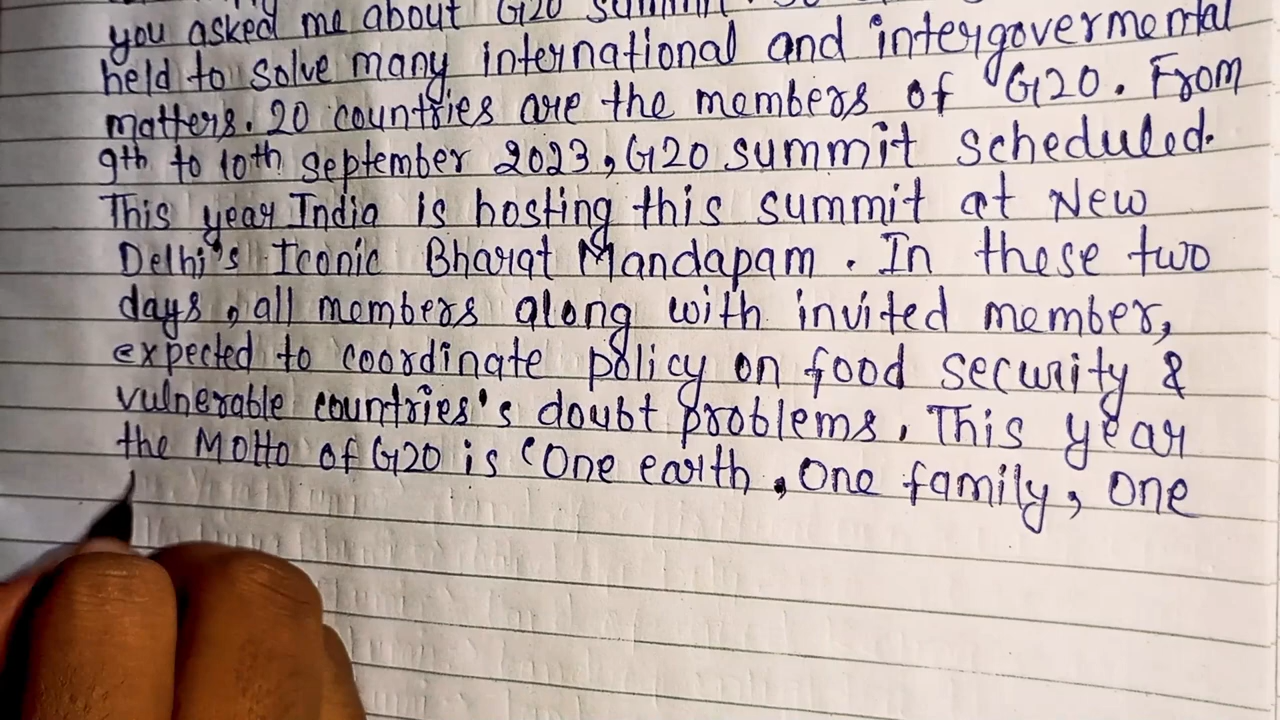 you asked me about G20 summit.
held to solve many international and intergovermental
matters. 20 countries are the members of G20. From
9th to 10th september 2023, G20 summit scheduled.
This year India is hosting this summit at New
Delhi's Iconic Bharat Mandapam. In these two
days, all members along with invited member,
expected to coordinate policy on food security &
vulnerable countries's doubt problems. This year
the Motto of G20 is 'One earth, One family, One